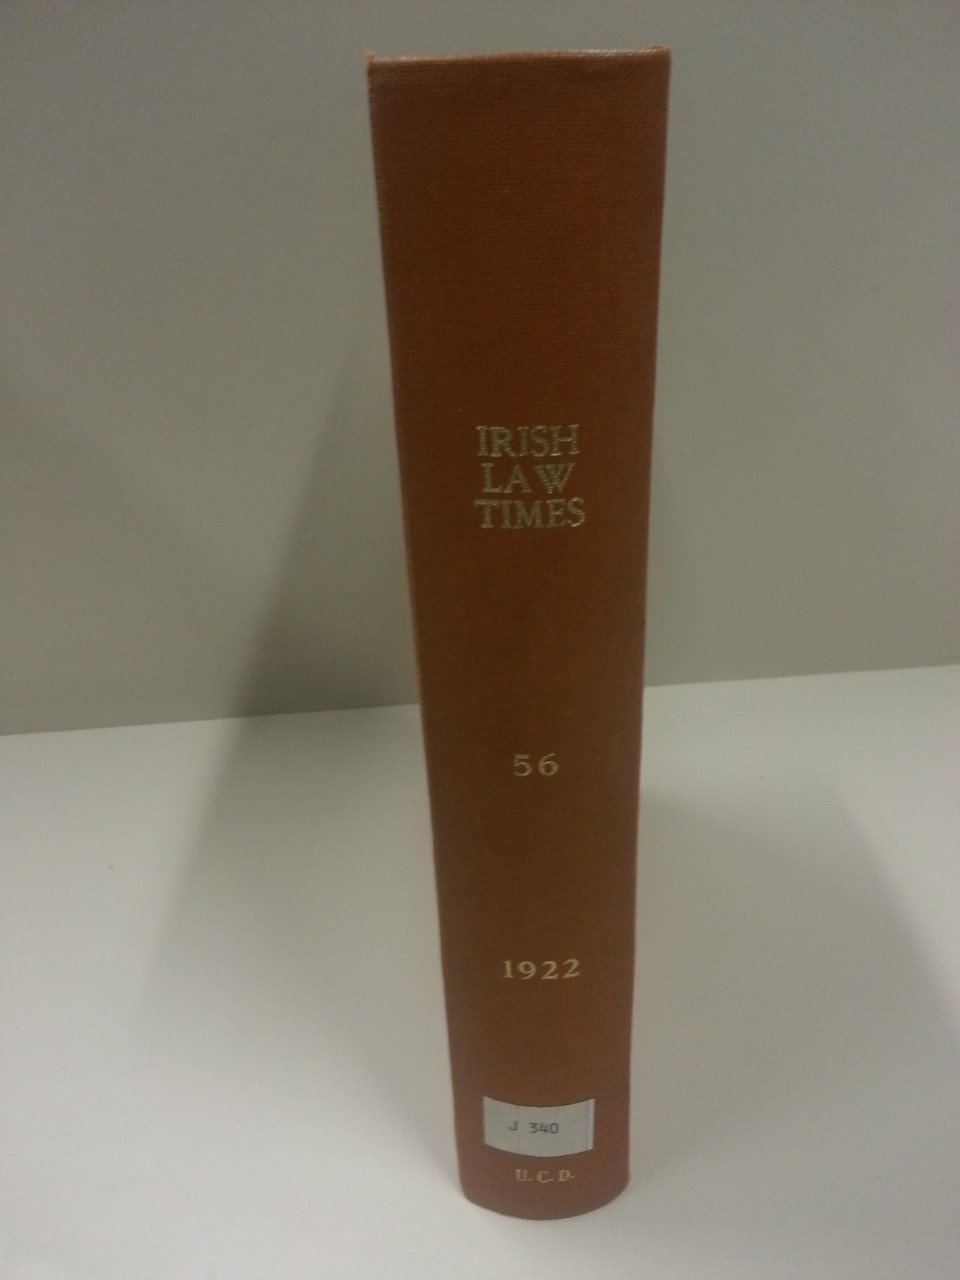 IRISH
LAW
TIMES
56
1922
J 340
U. C. D.